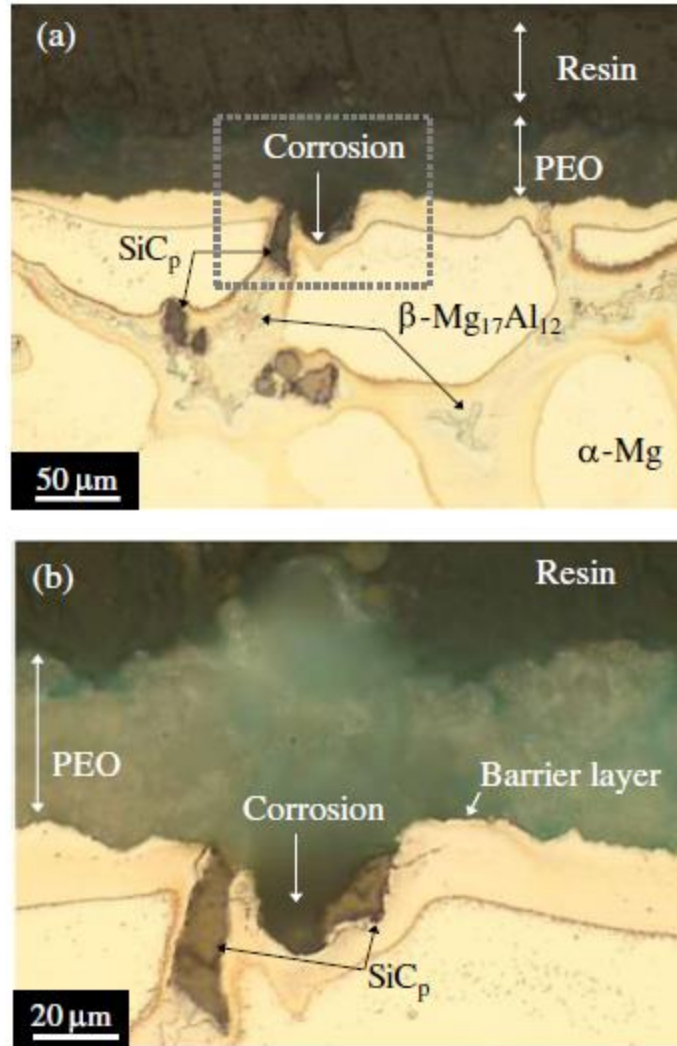 (a)
Resin
Corrosion
PEO
SiCp
β-Mg17Al12
α-Mg
50 µm
(b)
Resin
PEO
Barrier layer
Corrosion
SiCp
20 µm